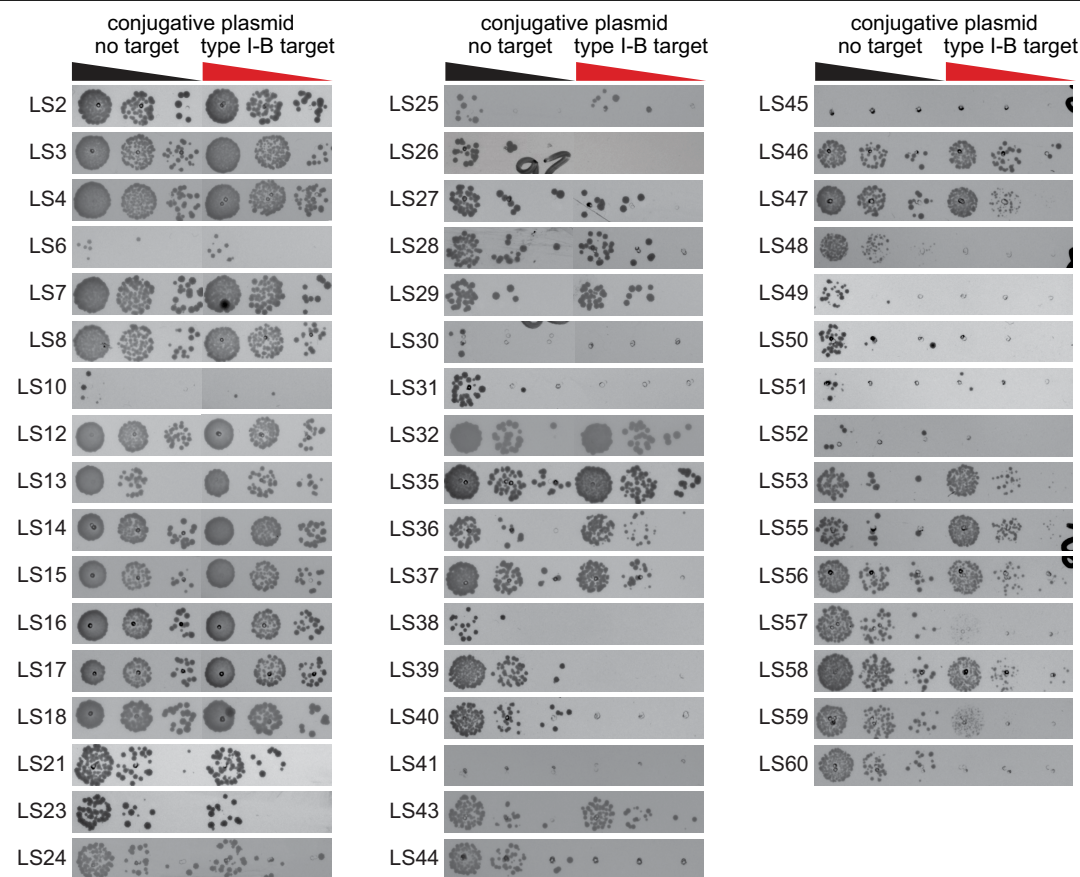 conjugative plasmid
no target type I-B target
LS2
LS3
LS4
LS6
LS7
LS8
LS10
LS12
LS13
LS14
LS15
LS16
LS17
LS18
LS21
LS23
LS24
conjugative plasmid
no target type I-B target
LS25
LS26
LS27
LS28
LS29
LS30
LS31
LS32
LS35
LS36
LS37
LS38
LS39
LS40
LS41
LS43
LS44
conjugative plasmid
no target type I-B target
LS45
LS46
LS47
LS48
LS49
LS50
LS51
LS52
LS53
LS55
LS56
LS57
LS58
LS59
LS60